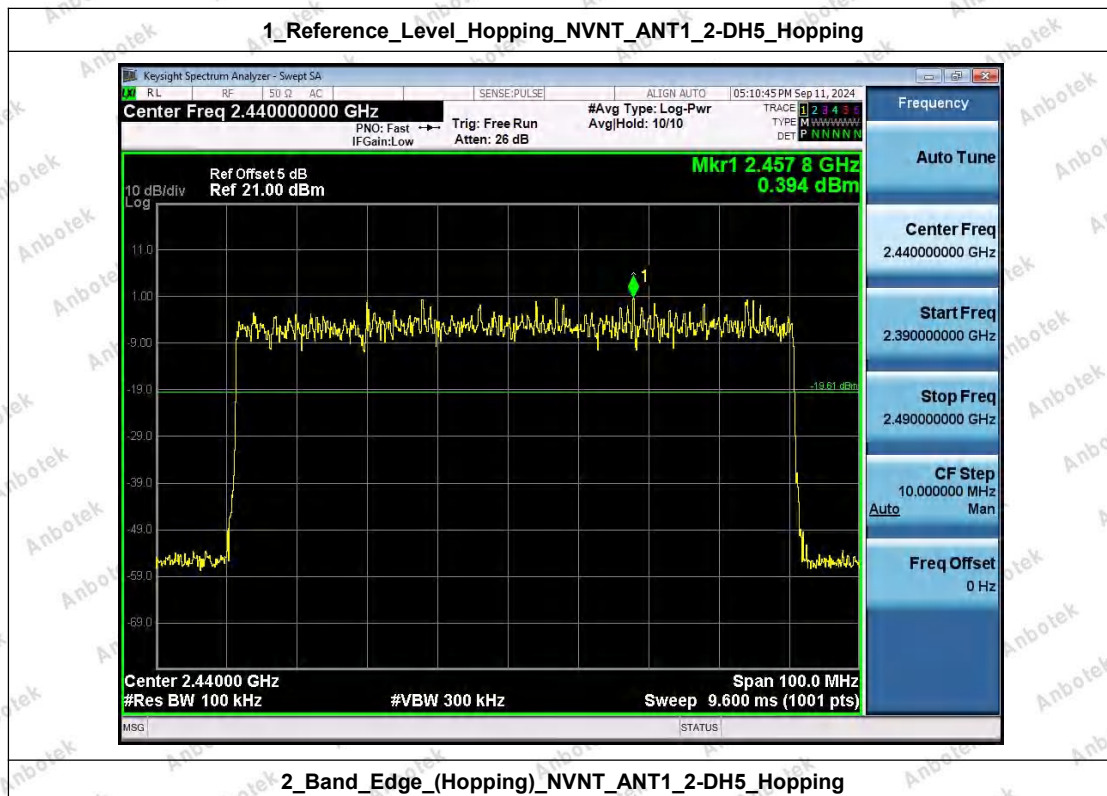 1_Reference_Level_Hopping_NVNT_ANT1_2-DH5_Hopping
Keysight Spectrum Analyzer - Swept SA
LXI RL RF 50 Ω AC SENSE:PULSE ALIGN AUTO 05:10:45 PM Sep 11, 2024
Center Freq 2.440000000 GHz
PNO: Fast
IFGain:Low
Trig: Free Run
Atten: 26 dB
#Avg Type: Log-Pwr
Avg|Hold: 10/10
TRACE 1 2 3 4 5 6
TYPE M WWWWW
DET P N N N N N
Mkr1 2.457 8 GHz
0.394 dBm
Ref Offset 5 dB
10 dB/div Ref 21.00 dBm
Log
11.0
1.00
-9.00
-19.0
-29.0
-39.0
-49.0
-59.0
-69.0
1
-19.61 dBm
Center 2.44000 GHz Span 100.0 MHz
#Res BW 100 kHz #VBW 300 kHz Sweep 9.600 ms (1001 pts)
MSG STATUS
Frequency
Auto Tune
Center Freq
2.440000000 GHz
Start Freq
2.390000000 GHz
Stop Freq
2.490000000 GHz
CF Step
10.000000 MHz
Auto Man
Freq Offset
0 Hz
2_Band_Edge_(Hopping)_NVNT_ANT1_2-DH5_Hopping
Anbotek